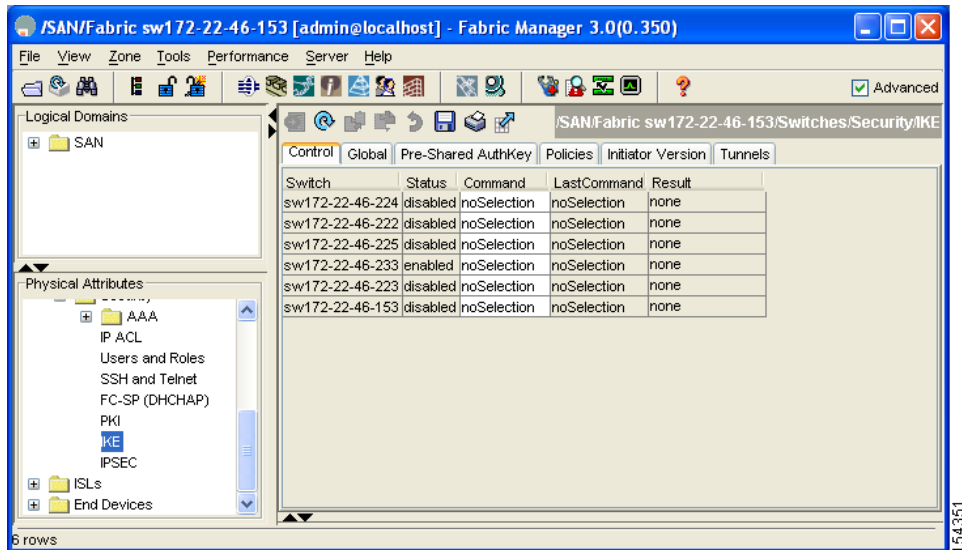 /SAN/Fabric sw172-22-46-153 [admin@localhost] - Fabric Manager 3.0(0.350)
File View Zone Tools Performance Server Help
Advanced
Logical Domains
SAN
/SAN/Fabric sw172-22-46-153/Switches/Security/IKE
Control Global Pre-Shared AuthKey Policies Initiator Version Tunnels
Switch Status Command LastCommand Result
sw172-22-46-224 disabled noSelection noSelection none
sw172-22-46-222 disabled noSelection noSelection none
sw172-22-46-225 disabled noSelection noSelection none
sw172-22-46-233 enabled noSelection noSelection none
sw172-22-46-223 disabled noSelection noSelection none
sw172-22-46-153 disabled noSelection noSelection none
Physical Attributes
AAA
IP ACL
Users and Roles
SSH and Telnet
FC-SP (DHCHAP)
PKI
IKE
IPSEC
ISLs
End Devices
6 rows